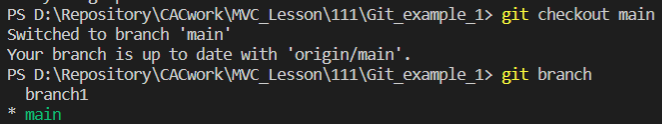 PS D:\Repository\CACwork\MVC_Lesson\111\Git_example_1> git checkout main
Switched to branch 'main'
Your branch is up to date with 'origin/main'.
PS D:\Repository\CACwork\MVC_Lesson\111\Git_example_1> git branch
  branch1
* main